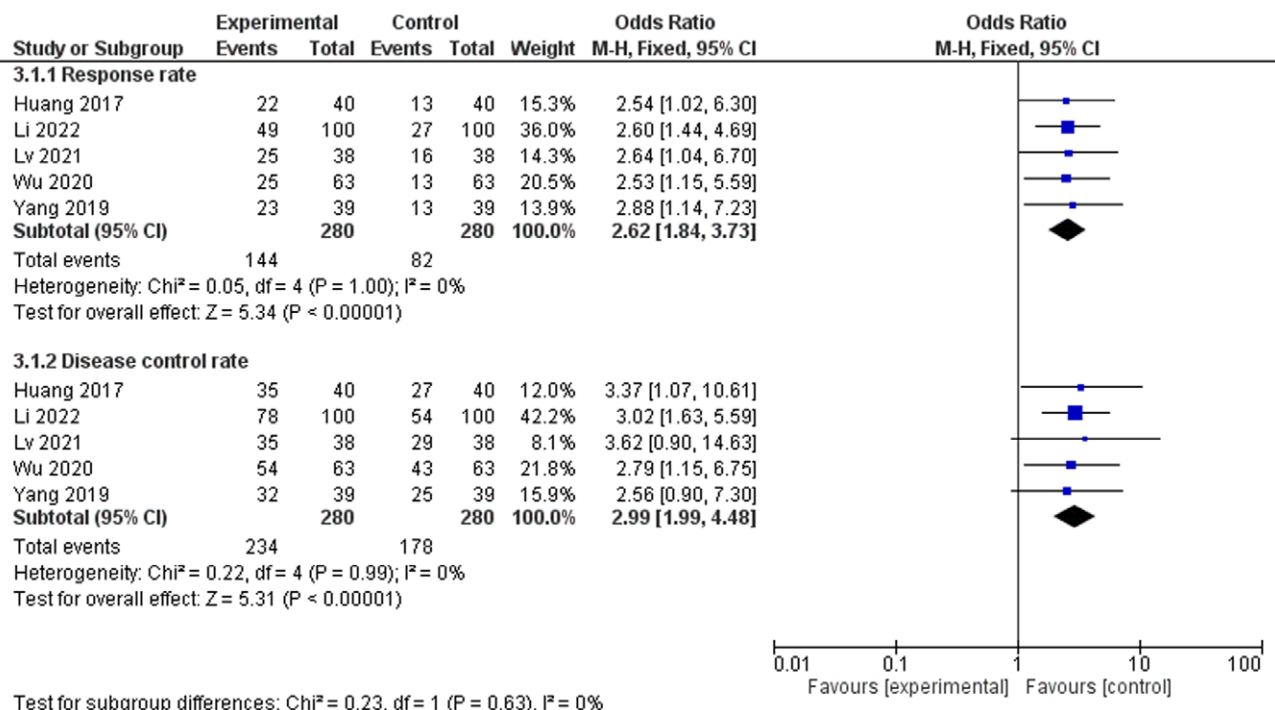 Experimental Control Odds Ratio Odds Ratio
Study or Subgroup Events Total Events Total Weight M-H, Fixed, 95% CI M-H, Fixed, 95% CI
3.1.1 Response rate
Huang 2017 22 40 13 40 15.3% 2.54 [1.02, 6.30]
Li 2022 49 100 27 100 36.0% 2.60 [1.44, 4.69]
Lv 2021 25 38 16 38 14.3% 2.64 [1.04, 6.70]
Wu 2020 25 63 13 63 20.5% 2.53 [1.15, 5.59]
Yang 2019 23 39 13 39 13.9% 2.88 [1.14, 7.23]
Subtotal (95% CI) 280 280 100.0% 2.62 [1.84, 3.73]
Total events 144 82
Heterogeneity: Chi² = 0.05, df = 4 (P = 1.00); I² = 0%
Test for overall effect: Z = 5.34 (P < 0.00001)
3.1.2 Disease control rate
Huang 2017 35 40 27 40 12.0% 3.37 [1.07, 10.61]
Li 2022 78 100 54 100 42.2% 3.02 [1.63, 5.59]
Lv 2021 35 38 29 38 8.1% 3.62 [0.90, 14.63]
Wu 2020 54 63 43 63 21.8% 2.79 [1.15, 6.75]
Yang 2019 32 39 25 39 15.9% 2.56 [0.90, 7.30]
Subtotal (95% CI) 280 280 100.0% 2.99 [1.99, 4.48]
Total events 234 178
Heterogeneity: Chi² = 0.22, df = 4 (P = 0.99); I² = 0%
Test for overall effect: Z = 5.31 (P < 0.00001)
0.01 0.1 1 10 100
Favours [experimental] Favours [control]
Test for subgroup differences: Chi² = 0.23, df = 1 (P = 0.63), I² = 0%